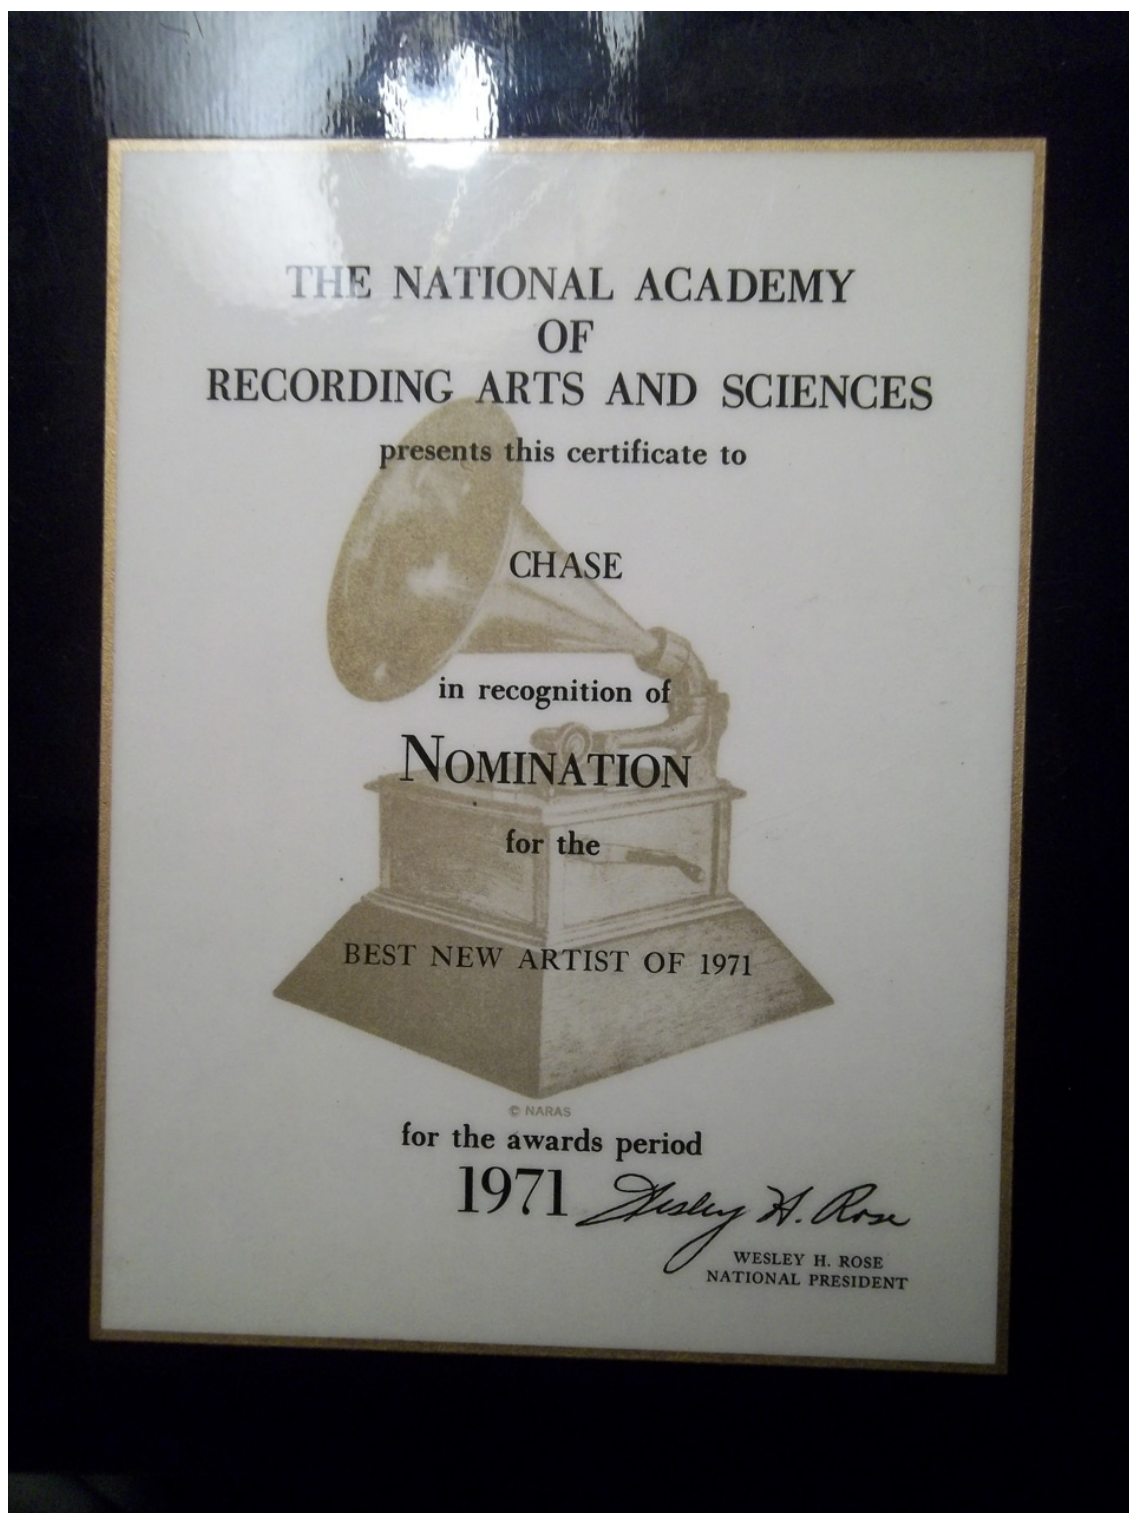 THE NATIONAL ACADEMY
OF
RECORDING ARTS AND SCIENCES
presents this certificate to
CHASE
in recognition of
NOMINATION
for the
BEST NEW ARTIST OF 1971
© NARAS
for the awards period
1971 Wesley H. Rose
WESLEY H. ROSE
NATIONAL PRESIDENT